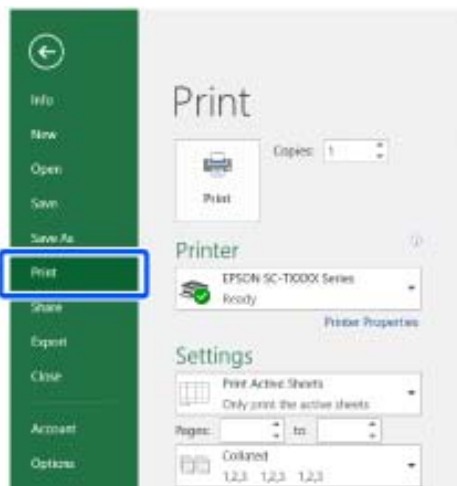 Info
New
Open
Save
Save As
Print
Share
Export
Close
Account
Options
Print
Copies: 1
Print
Printer
EPSON SC-TXXXX Series
Ready
Printer Properties
Settings
Print Active Sheets
Only print the active sheets
Pages: to
Collated
1,2,3 1,2,3 1,2,3